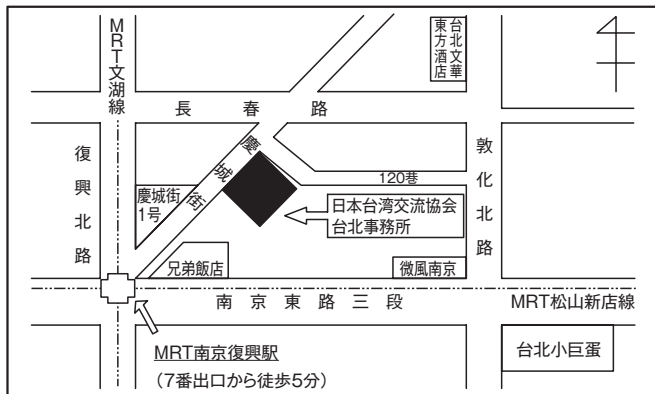 MRT文湖線
台北文華
東方酒店
長春路
復興北路
慶城街
敦化北路
120巷
慶城街
1号
日本台湾交流協会
台北事務所
兄弟飯店
微風南京
南京東路三段
MRT松山新店線
MRT南京復興駅
(7番出口から徒歩5分)
台北小巨蛋